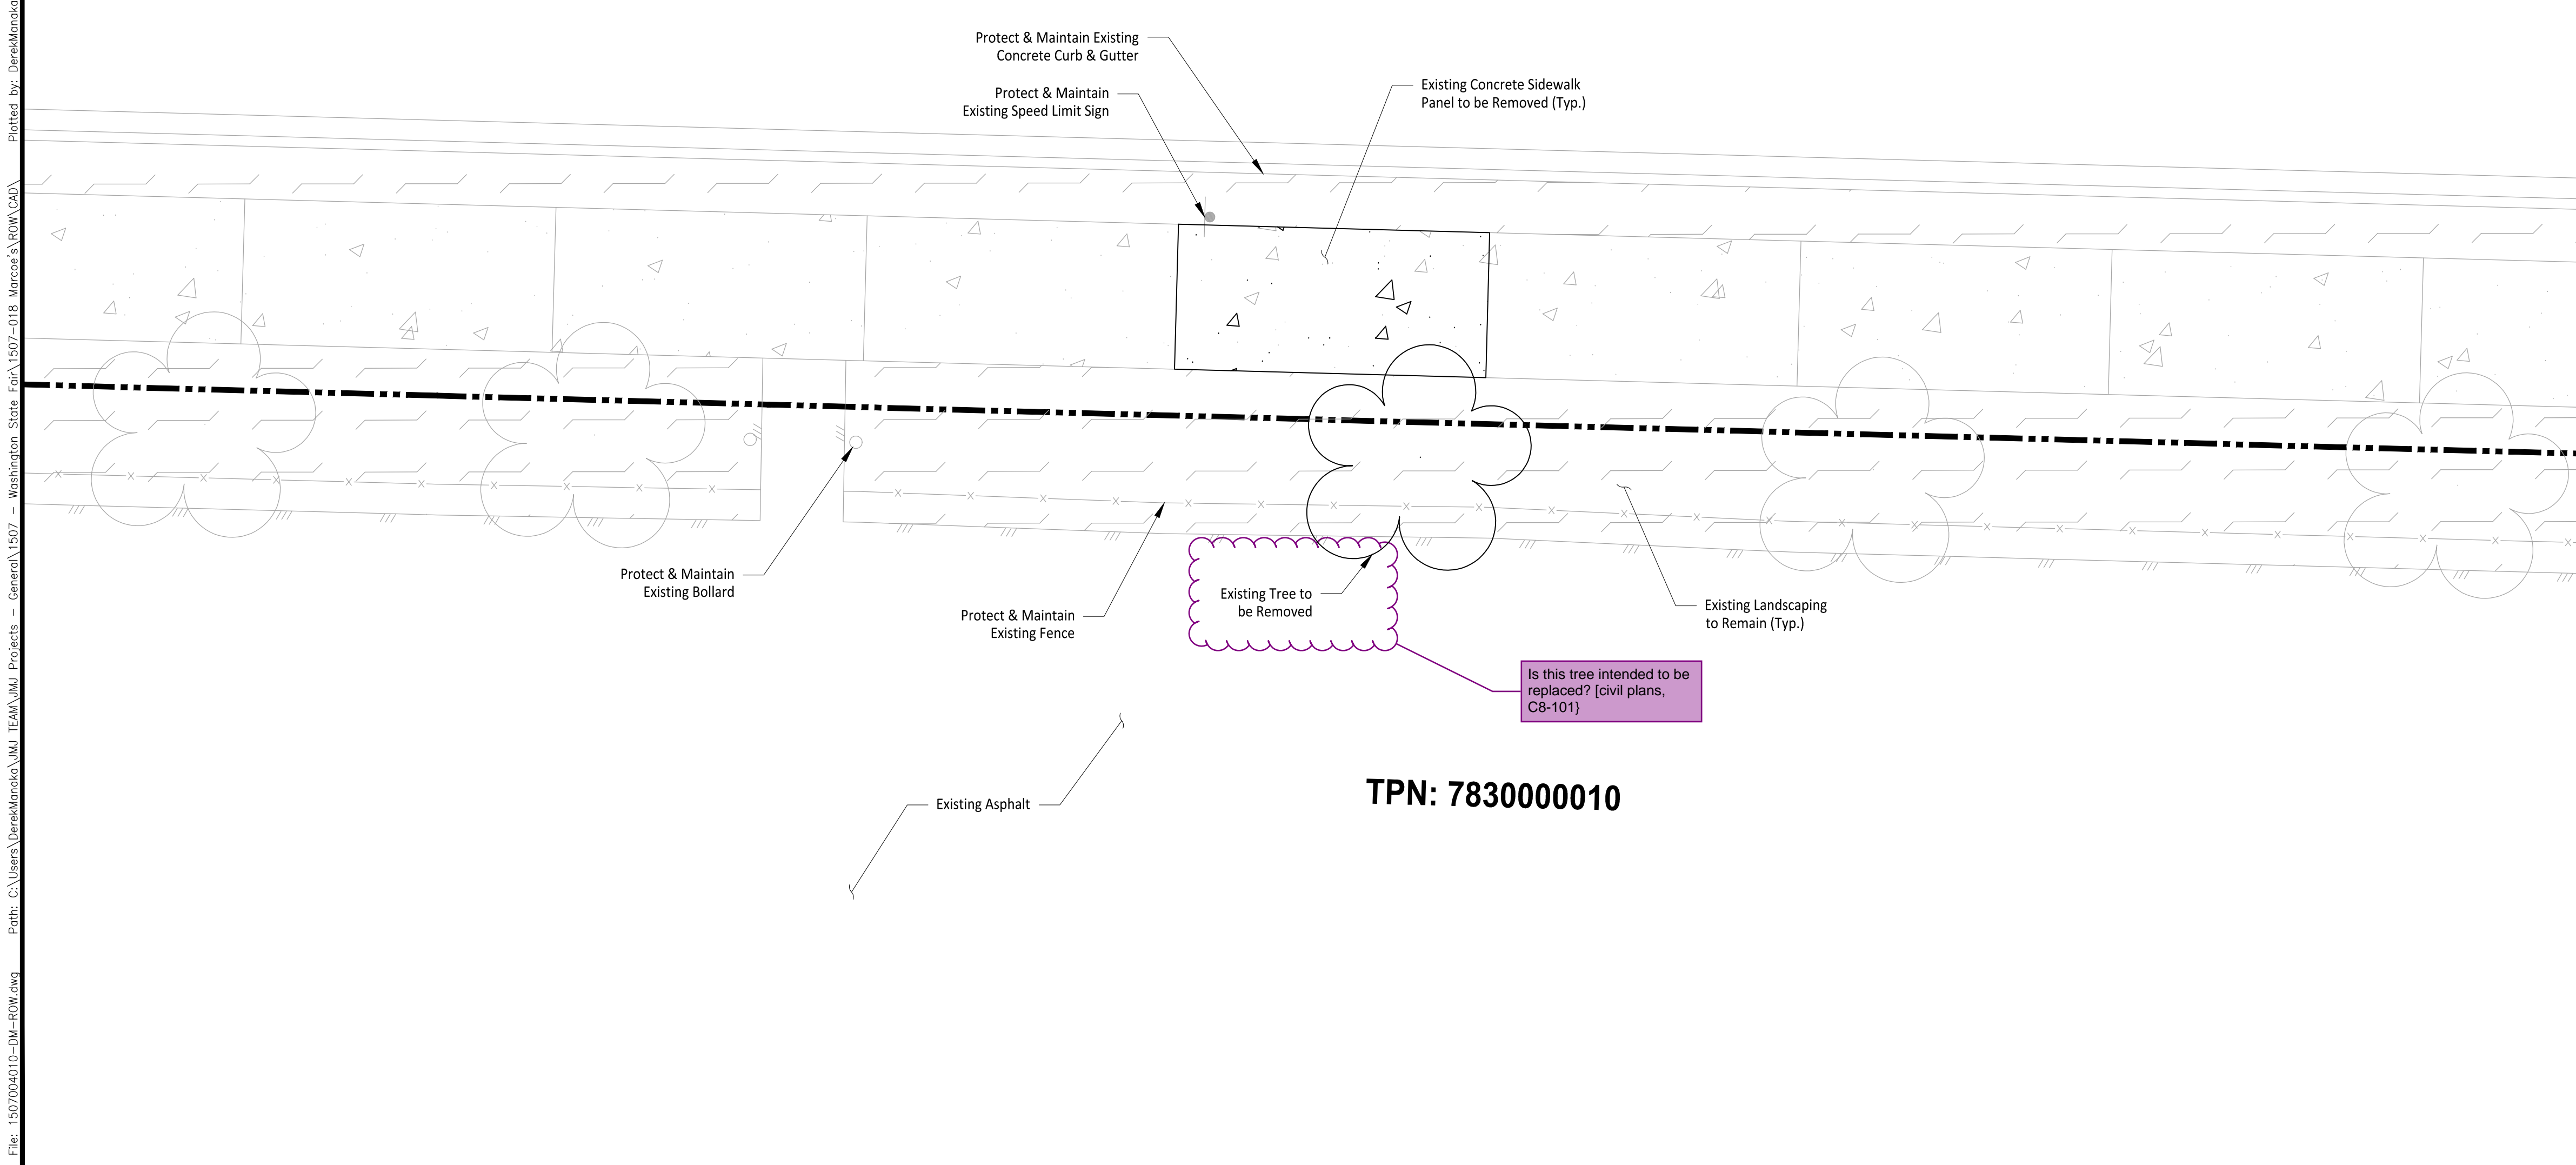 Protect & Maintain Existing
Concrete Curb & Gutter
Protect & Maintain
Existing Speed Limit Sign
Existing Concrete Sidewalk
Panel to be Removed (Typ.)
Protect & Maintain
Existing Bollard
Protect & Maintain
Existing Fence
Existing Tree to
be Removed
Existing Landscaping
to Remain (Typ.)
Is this tree intended to be
replaced? [civil plans,
C8-101}
Existing Asphalt
TPN: 7830000010
File: 1507004010-DM-ROW.dwg Path: C:\Users\DerekManaka\JMJ TEAM\JMJ Projects - General\1507 - Washington State Fair\1507-018 Marcoe's\ROW\CAD\ Plotted by: DerekManaka